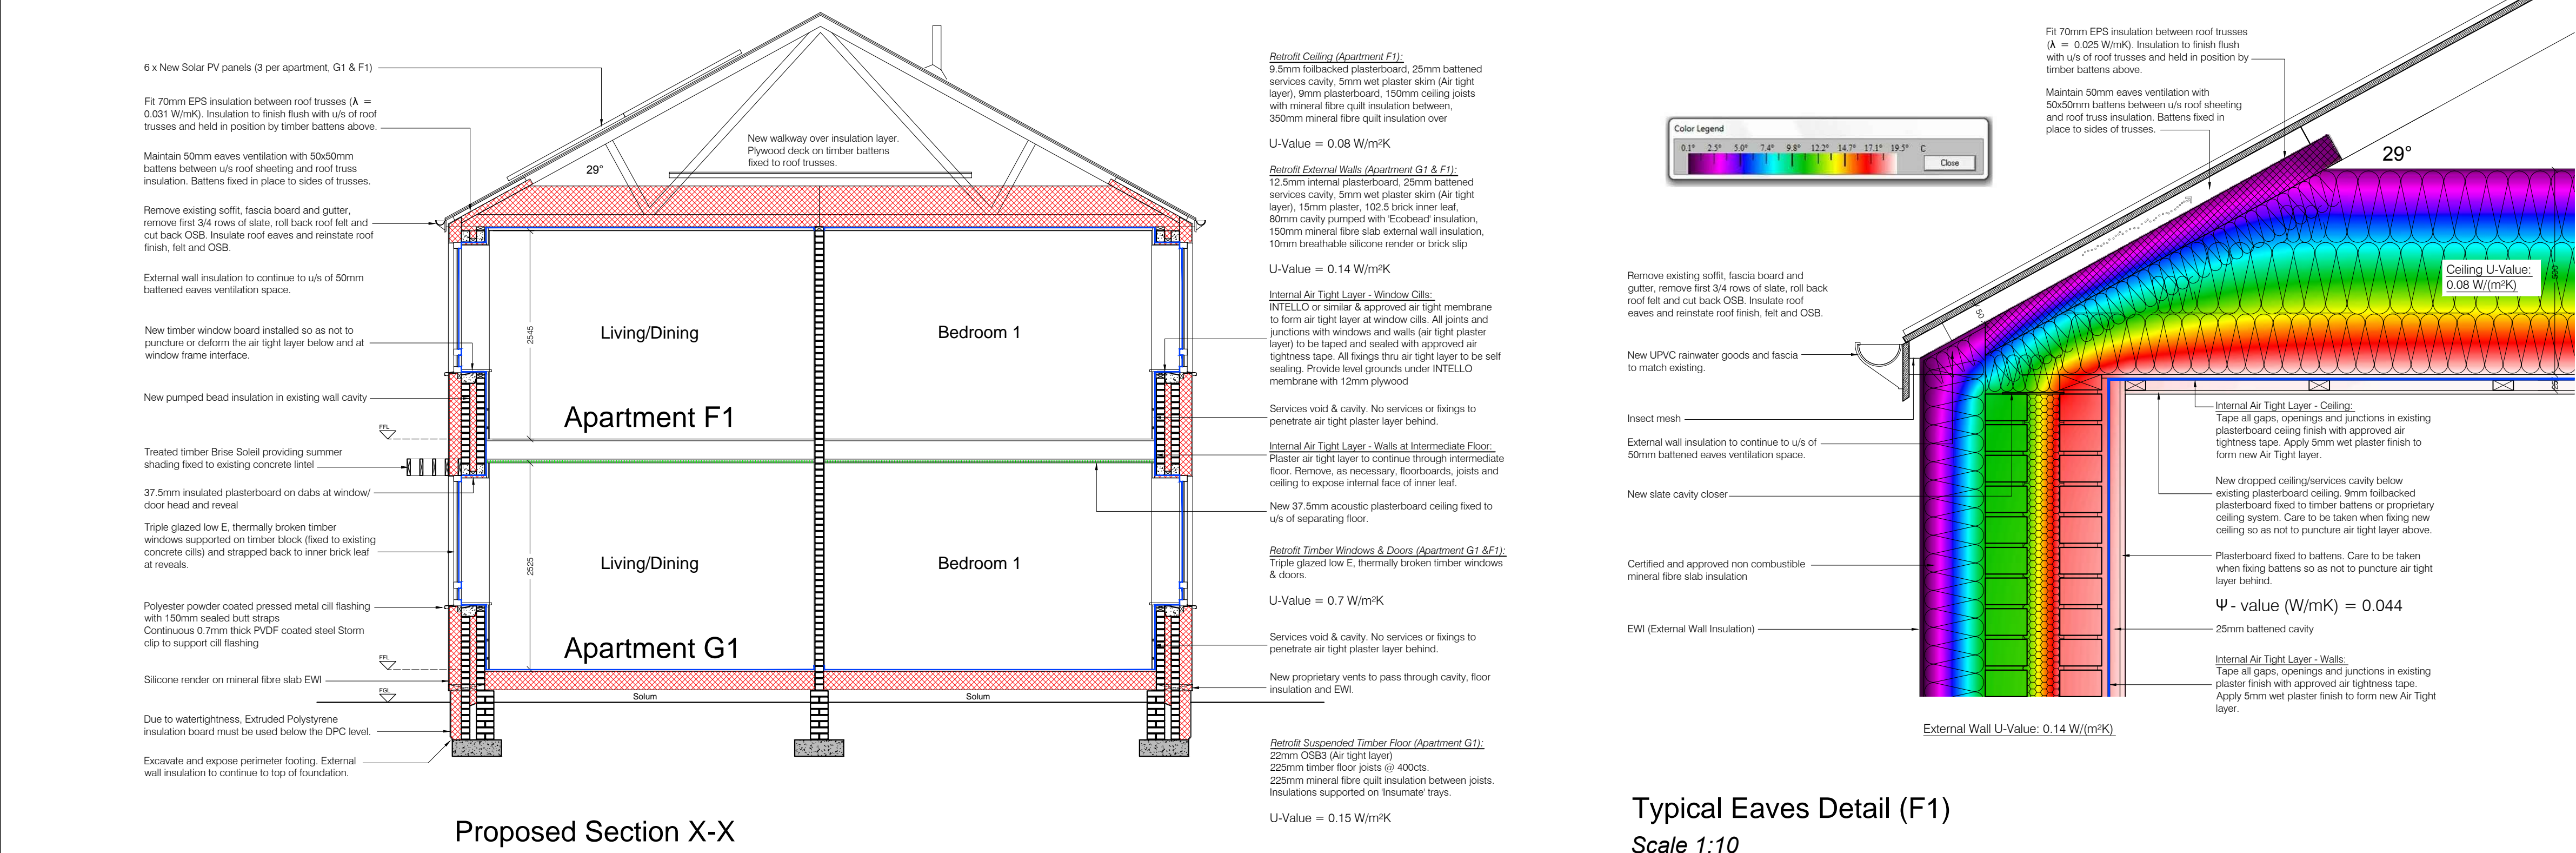 6 x New Solar PV panels (3 per apartment, G1 & F1)
Fit 70mm EPS insulation between roof trusses (λ =
0.031 W/mK). Insulation to finish flush with u/s of roof
trusses and held in position by timber battens above.
Maintain 50mm eaves ventilation with 50x50mm
battens between u/s roof sheeting and roof truss
insulation. Battens fixed in place to sides of trusses.
Remove existing soffit, fascia board and gutter,
remove first 3/4 rows of slate, roll back roof felt and
cut back OSB. Insulate roof eaves and reinstate roof
finish, felt and OSB.
External wall insulation to continue to u/s of 50mm
battened eaves ventilation space.
New timber window board installed so as not to
puncture or deform the air tight layer below and at
window frame interface.
New pumped bead insulation in existing wall cavity
Treated timber Brise Soleil providing summer
shading fixed to existing concrete lintel
37.5mm insulated plasterboard on dabs at window/
door head and reveal
Triple glazed low E, thermally broken timber
windows supported on timber block (fixed to existing
concrete cills) and strapped back to inner brick leaf
at reveals.
Polyester powder coated pressed metal cill flashing
with 150mm sealed butt straps
Continuous 0.7mm thick PVDF coated steel Storm
clip to support cill flashing
Silicone render on mineral fibre slab EWI
Due to watertightness, Extruded Polystyrene
insulation board must be used below the DPC level.
Excavate and expose perimeter footing. External
wall insulation to continue to top of foundation.
FFL
FFL
FGL
New walkway over insulation layer.
Plywood deck on timber battens
fixed to roof trusses.
29°
2545
Living/Dining
Bedroom 1
Apartment F1
2525
Living/Dining
Bedroom 1
Apartment G1
Solum
Solum
Proposed Section X-X
Retrofit Ceiling (Apartment F1):
9.5mm foilbacked plasterboard, 25mm battened
services cavity, 5mm wet plaster skim (Air tight
layer), 9mm plasterboard, 150mm ceiling joists
with mineral fibre quilt insulation between,
350mm mineral fibre quilt insulation over
U-Value = 0.08 W/m²K
Retrofit External Walls (Apartment G1 & F1):
12.5mm internal plasterboard, 25mm battened
services cavity, 5mm wet plaster skim (Air tight
layer), 15mm plaster, 102.5 brick inner leaf,
80mm cavity pumped with 'Ecobead' insulation,
150mm mineral fibre slab external wall insulation,
10mm breathable silicone render or brick slip
U-Value = 0.14 W/m²K
Internal Air Tight Layer - Window Cills:
INTELLO or similar & approved air tight membrane
to form air tight layer at window cills. All joints and
junctions with windows and walls (air tight plaster
layer) to be taped and sealed with approved air
tightness tape. All fixings thru air tight layer to be self
sealing. Provide level grounds under INTELLO
membrane with 12mm plywood
Services void & cavity. No services or fixings to
penetrate air tight plaster layer behind.
Internal Air Tight Layer - Walls at Intermediate Floor:
Plaster air tight layer to continue through intermediate
floor. Remove, as necessary, floorboards, joists and
ceiling to expose internal face of inner leaf.
New 37.5mm acoustic plasterboard ceiling fixed to
u/s of separating floor.
Retrofit Timber Windows & Doors (Apartment G1 &F1):
Triple glazed low E, thermally broken timber windows
& doors.
U-Value = 0.7 W/m²K
Services void & cavity. No services or fixings to
penetrate air tight plaster layer behind.
New proprietary vents to pass through cavity, floor
insulation and EWI.
Retrofit Suspended Timber Floor (Apartment G1):
22mm OSB3 (Air tight layer)
225mm timber floor joists @ 400cts.
225mm mineral fibre quilt insulation between joists.
Insulations supported on 'Insumate' trays.
U-Value = 0.15 W/m²K
Color Legend
0.1° 2.5° 5.0° 7.4° 9.8° 12.2° 14.7° 17.1° 19.5° C
Close
Fit 70mm EPS insulation between roof trusses
(λ = 0.025 W/mK). Insulation to finish flush
with u/s of roof trusses and held in position by
timber battens above.
Maintain 50mm eaves ventilation with
50x50mm battens between u/s roof sheeting
and roof truss insulation. Battens fixed in
place to sides of trusses.
29°
Ceiling U-Value:
0.08 W/(m²K)
500
25
50
Remove existing soffit, fascia board and
gutter, remove first 3/4 rows of slate, roll back
roof felt and cut back OSB. Insulate roof
eaves and reinstate roof finish, felt and OSB.
New UPVC rainwater goods and fascia
to match existing.
Insect mesh
External wall insulation to continue to u/s of
50mm battened eaves ventilation space.
New slate cavity closer
Certified and approved non combustible
mineral fibre slab insulation
EWI (External Wall Insulation)
Internal Air Tight Layer - Ceiling:
Tape all gaps, openings and junctions in existing
plasterboard ceiing finish with approved air
tightness tape. Apply 5mm wet plaster finish to
form new Air Tight layer.
New dropped ceiling/services cavity below
existing plasterboard ceiling. 9mm foilbacked
plasterboard fixed to timber battens or proprietary
ceiling system. Care to be taken when fixing new
ceiling so as not to puncture air tight layer above.
Plasterboard fixed to battens. Care to be taken
when fixing battens so as not to puncture air tight
layer behind.
Ψ - value (W/mK) = 0.044
25mm battened cavity
Internal Air Tight Layer - Walls:
Tape all gaps, openings and junctions in existing
plaster finish with approved air tightness tape.
Apply 5mm wet plaster finish to form new Air Tight
layer.
External Wall U-Value: 0.14 W/(m²K)
Typical Eaves Detail (F1)
Scale 1:10